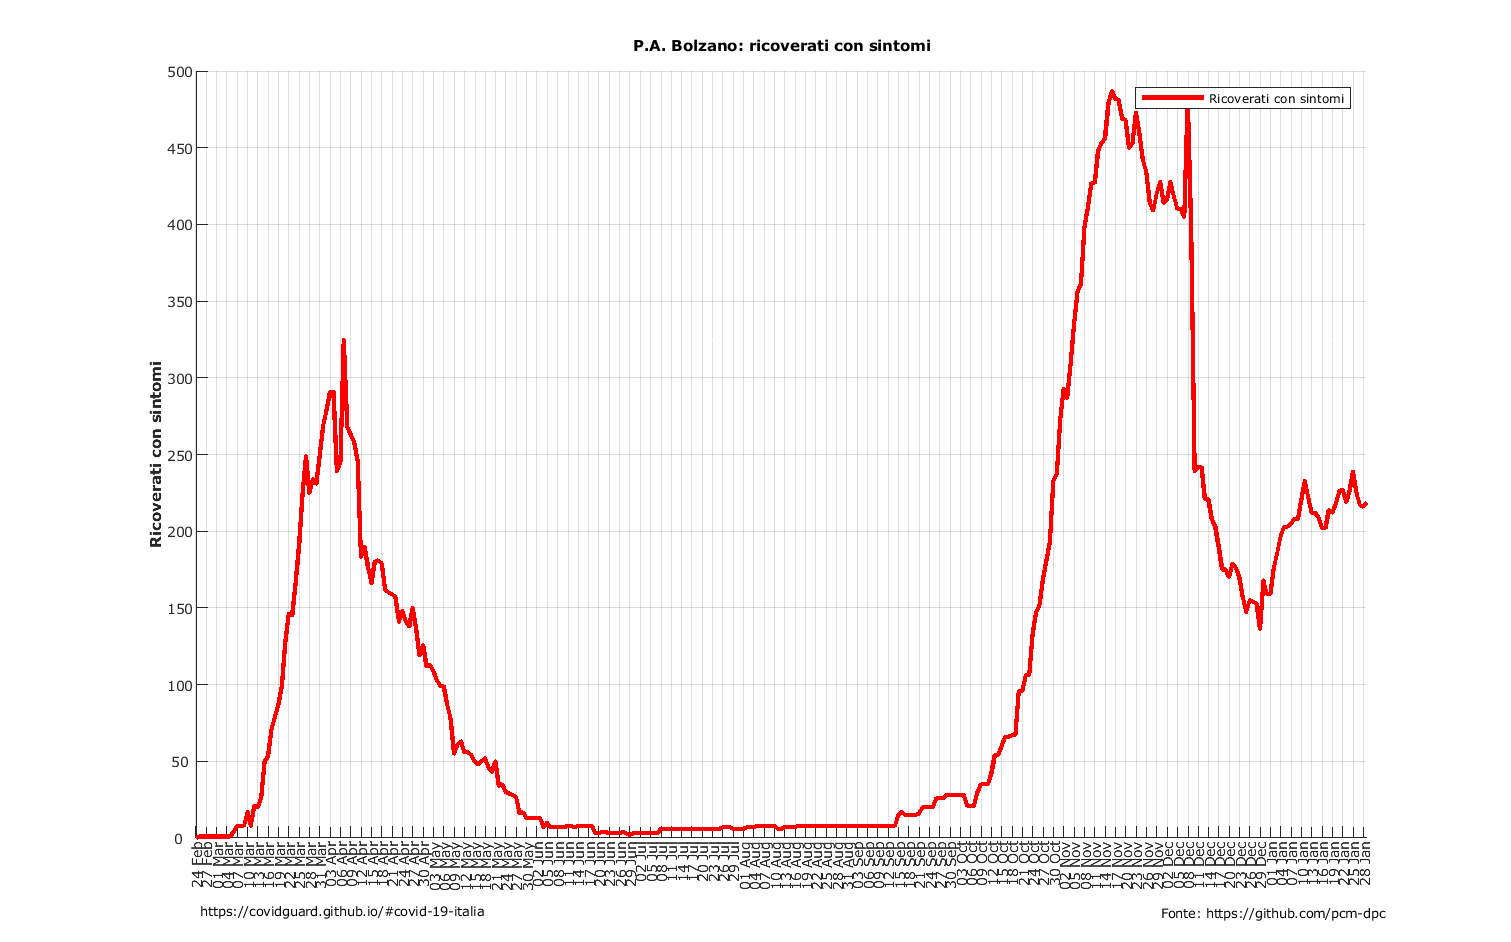 P.A. Bolzano: ricoverati con sintomi
Ricoverati con sintomi
500
450
400
350
300
250
200
150
100
50
0
Ricoverati con sintomi
24 Feb
27 Feb
01 Mar
04 Mar
07 Mar
10 Mar
13 Mar
16 Mar
19 Mar
22 Mar
25 Mar
28 Mar
31 Mar
03 Apr
06 Apr
09 Apr
12 Apr
15 Apr
18 Apr
21 Apr
24 Apr
27 Apr
30 Apr
03 May
06 May
09 May
12 May
15 May
18 May
21 May
24 May
27 May
30 May
02 Jun
05 Jun
08 Jun
11 Jun
14 Jun
17 Jun
20 Jun
23 Jun
26 Jun
29 Jun
02 Jul
05 Jul
08 Jul
11 Jul
14 Jul
17 Jul
20 Jul
23 Jul
26 Jul
29 Jul
01 Aug
04 Aug
07 Aug
10 Aug
13 Aug
16 Aug
19 Aug
22 Aug
25 Aug
28 Aug
31 Aug
03 Sep
06 Sep
09 Sep
12 Sep
15 Sep
18 Sep
21 Sep
24 Sep
27 Sep
30 Sep
03 Oct
06 Oct
09 Oct
12 Oct
15 Oct
18 Oct
21 Oct
24 Oct
27 Oct
30 Oct
02 Nov
05 Nov
08 Nov
11 Nov
14 Nov
17 Nov
20 Nov
23 Nov
26 Nov
29 Nov
02 Dec
05 Dec
08 Dec
11 Dec
14 Dec
17 Dec
20 Dec
23 Dec
26 Dec
29 Dec
01 Jan
04 Jan
07 Jan
10 Jan
13 Jan
16 Jan
19 Jan
22 Jan
25 Jan
28 Jan
https://covidguard.github.io/#covid-19-italia
Fonte: https://github.com/pcm-dpc